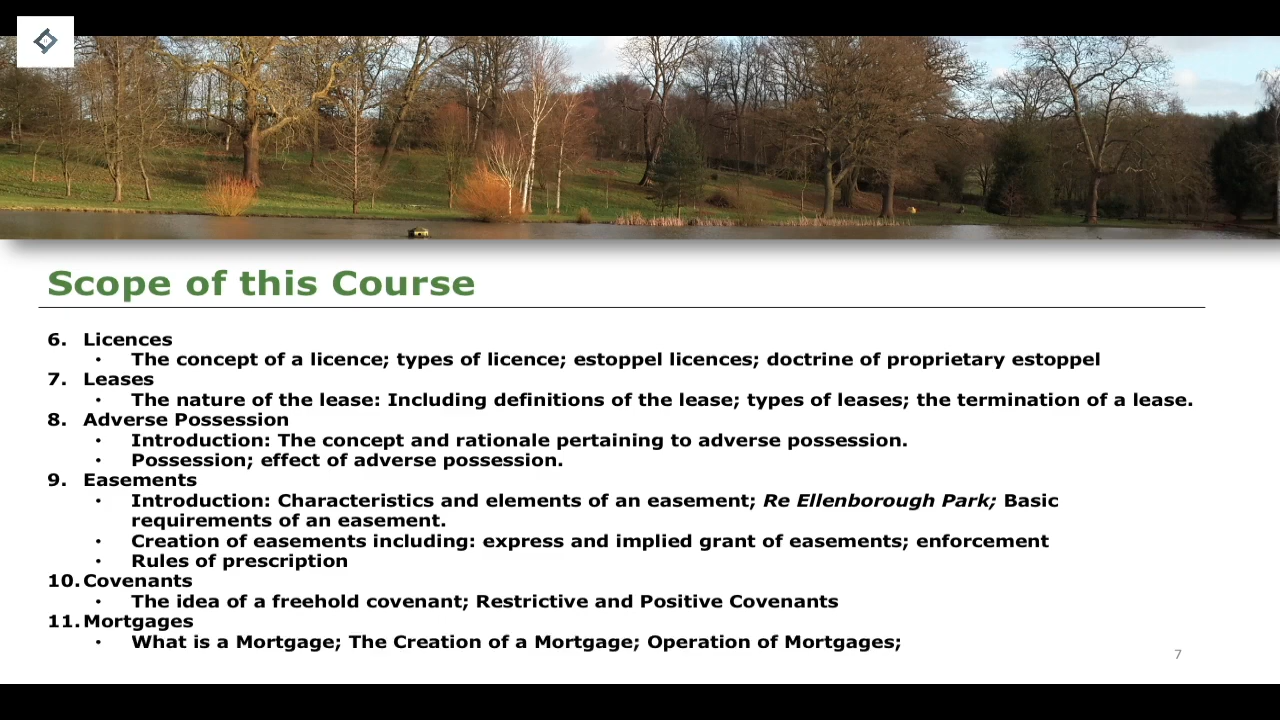 Scope of this Course
6. Licences
• The concept of a licence; types of licence; estoppel licences; doctrine of proprietary estoppel
7. Leases
• The nature of the lease: Including definitions of the lease; types of leases; the termination of a lease.
8. Adverse Possession
• Introduction: The concept and rationale pertaining to adverse possession.
• Possession; effect of adverse possession.
9. Easements
• Introduction: Characteristics and elements of an easement; Re Ellenborough Park; Basic
requirements of an easement.
• Creation of easements including: express and implied grant of easements; enforcement
• Rules of prescription
10. Covenants
• The idea of a freehold covenant; Restrictive and Positive Covenants
11. Mortgages
• What is a Mortgage; The Creation of a Mortgage; Operation of Mortgages;
7